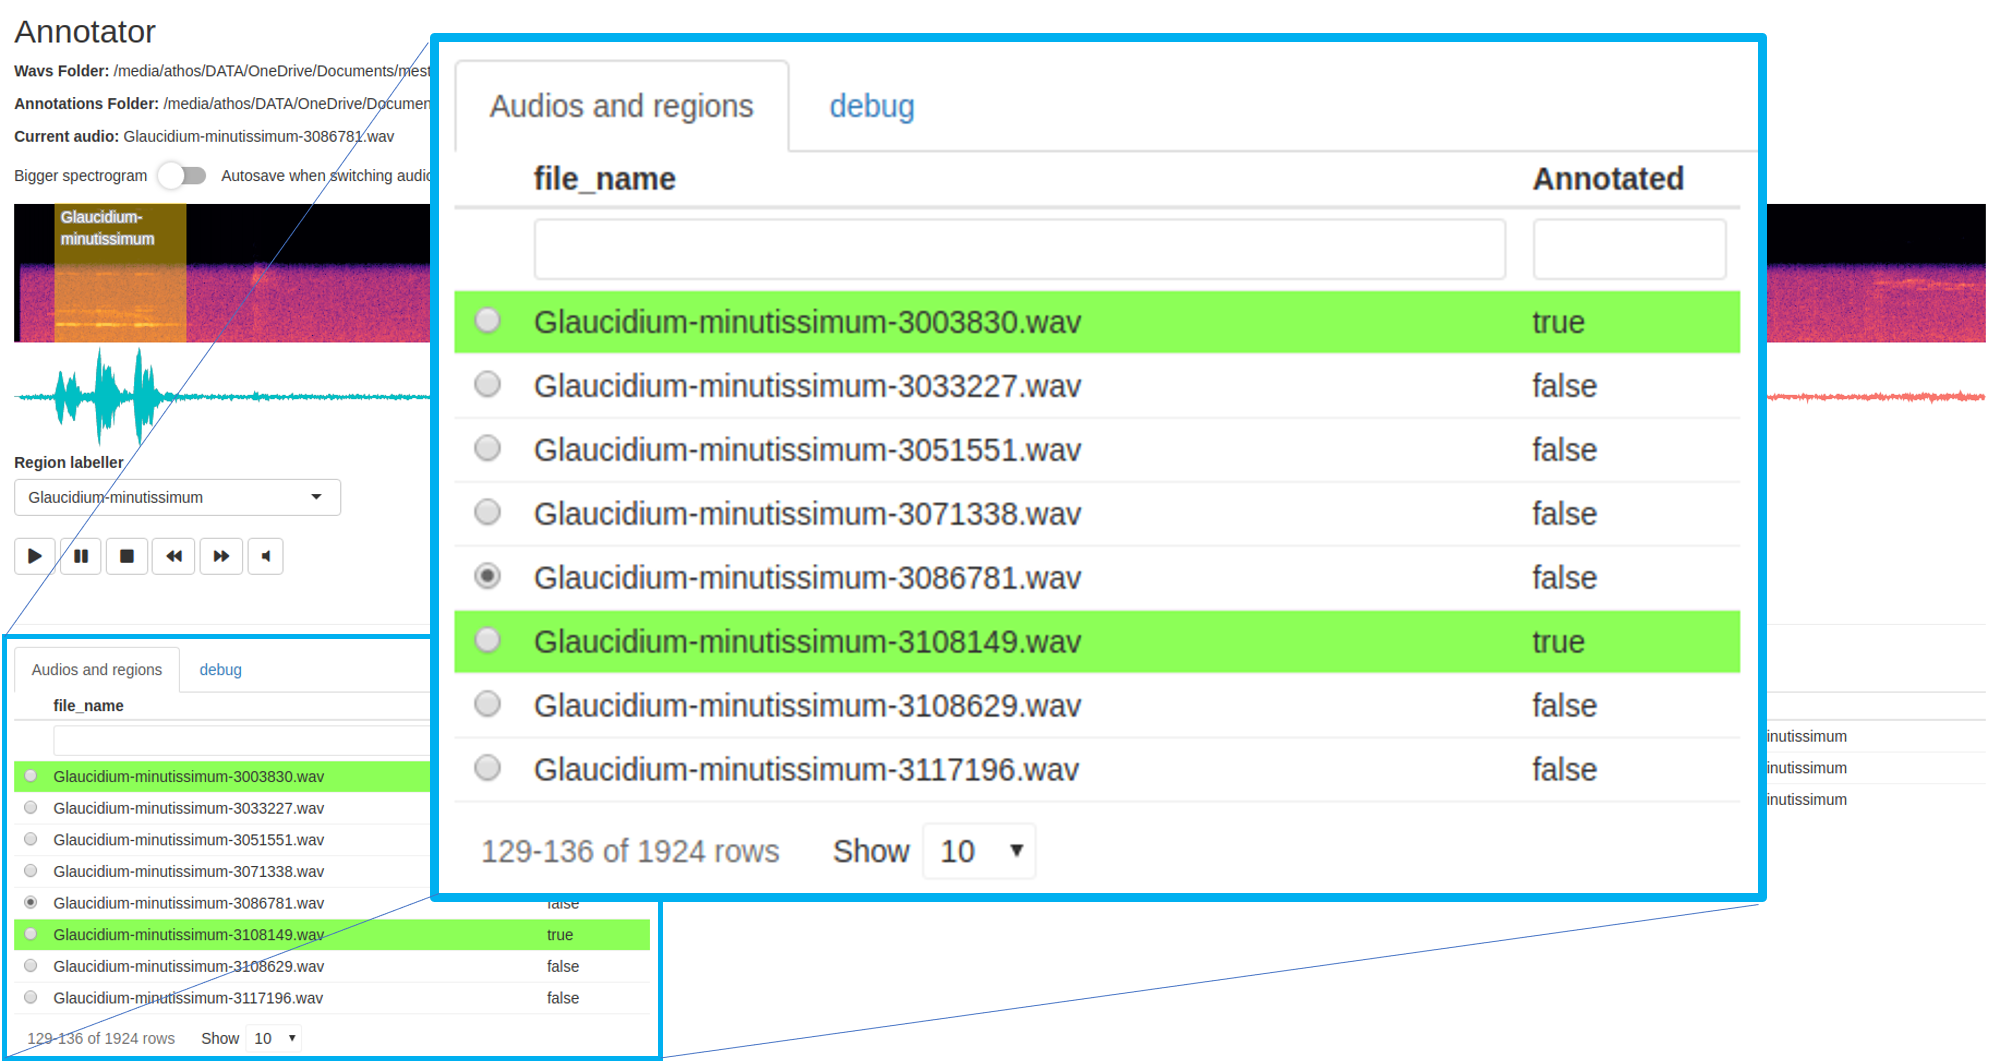 Annotator
Wavs Folder: /media/athos/DATA/OneDrive/Documents/mest
Annotations Folder: /media/athos/DATA/OneDrive/Documen
Current audio: Glaucidium-minutissimum-3086781.wav
Bigger spectrogram Autosave when switching audio
Glaucidium-
minutissimum
Region labeller
Glaucidium-minutissimum
Audios and regions debug
file_name
Glaucidium-minutissimum-3003830.wav
Glaucidium-minutissimum-3033227.wav
Glaucidium-minutissimum-3051551.wav
Glaucidium-minutissimum-3071338.wav
Glaucidium-minutissimum-3086781.wav false
Glaucidium-minutissimum-3108149.wav true
Glaucidium-minutissimum-3108629.wav false
Glaucidium-minutissimum-3117196.wav false
129-136 of 1924 rows Show 10
Audios and regions debug
file_name Annotated
Glaucidium-minutissimum-3003830.wav true
Glaucidium-minutissimum-3033227.wav false
Glaucidium-minutissimum-3051551.wav false
Glaucidium-minutissimum-3071338.wav false
Glaucidium-minutissimum-3086781.wav false
Glaucidium-minutissimum-3108149.wav true
Glaucidium-minutissimum-3108629.wav false
Glaucidium-minutissimum-3117196.wav false
129-136 of 1924 rows Show 10
inutissimum
inutissimum
inutissimum